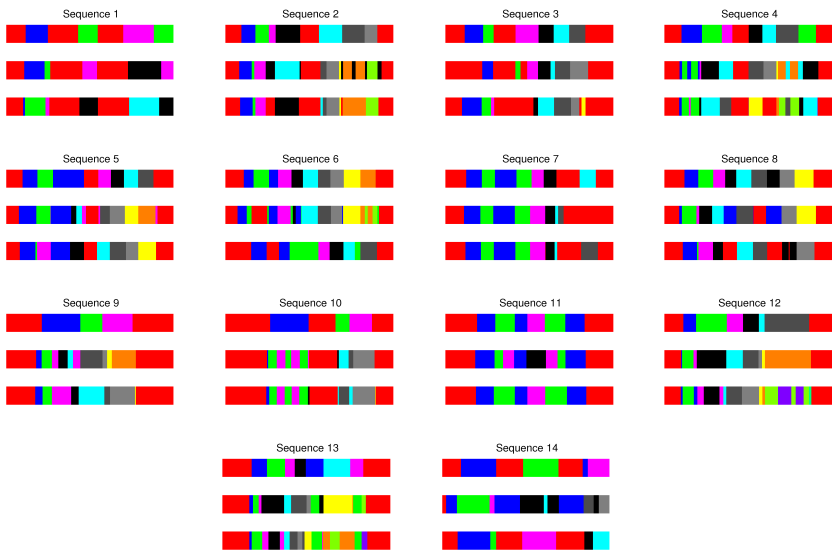 Sequence 1
Sequence 2
Sequence 3
Sequence 4
Sequence 5
Sequence 6
Sequence 7
Sequence 8
Sequence 9
Sequence 10
Sequence 11
Sequence 12
Sequence 13
Sequence 14